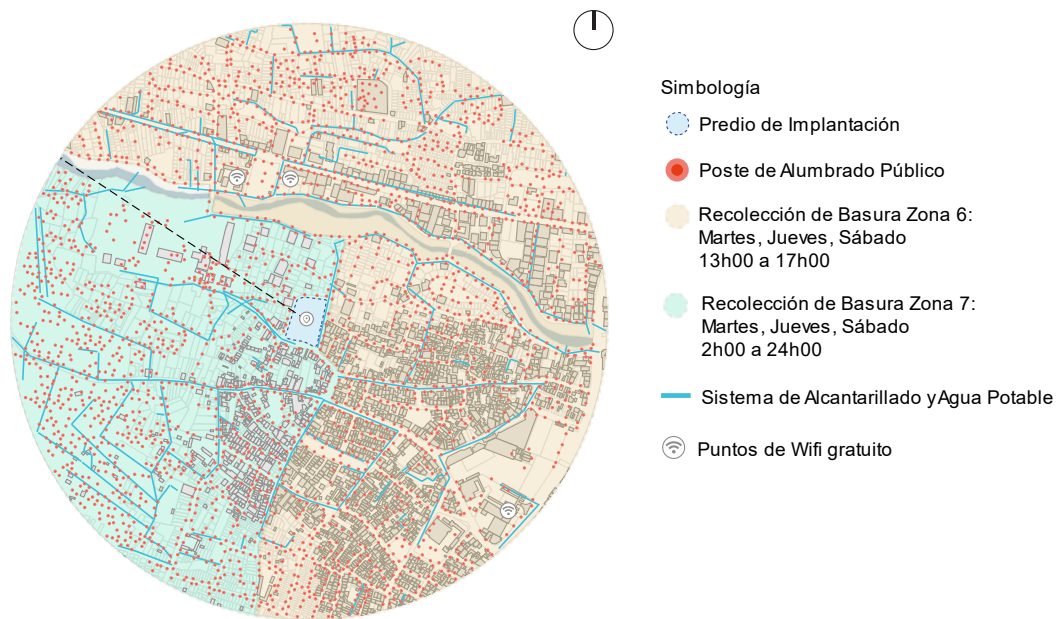 Simbología
Predio de Implantación
Poste de Alumbrado Público
Recolección de Basura Zona 6:
Martes, Jueves, Sábado
13h00 a 17h00
Recolección de Basura Zona 7:
Martes, Jueves, Sábado
2h00 a 24h00
Sistema de Alcantarillado yAgua Potable
Puntos de Wifi gratuito